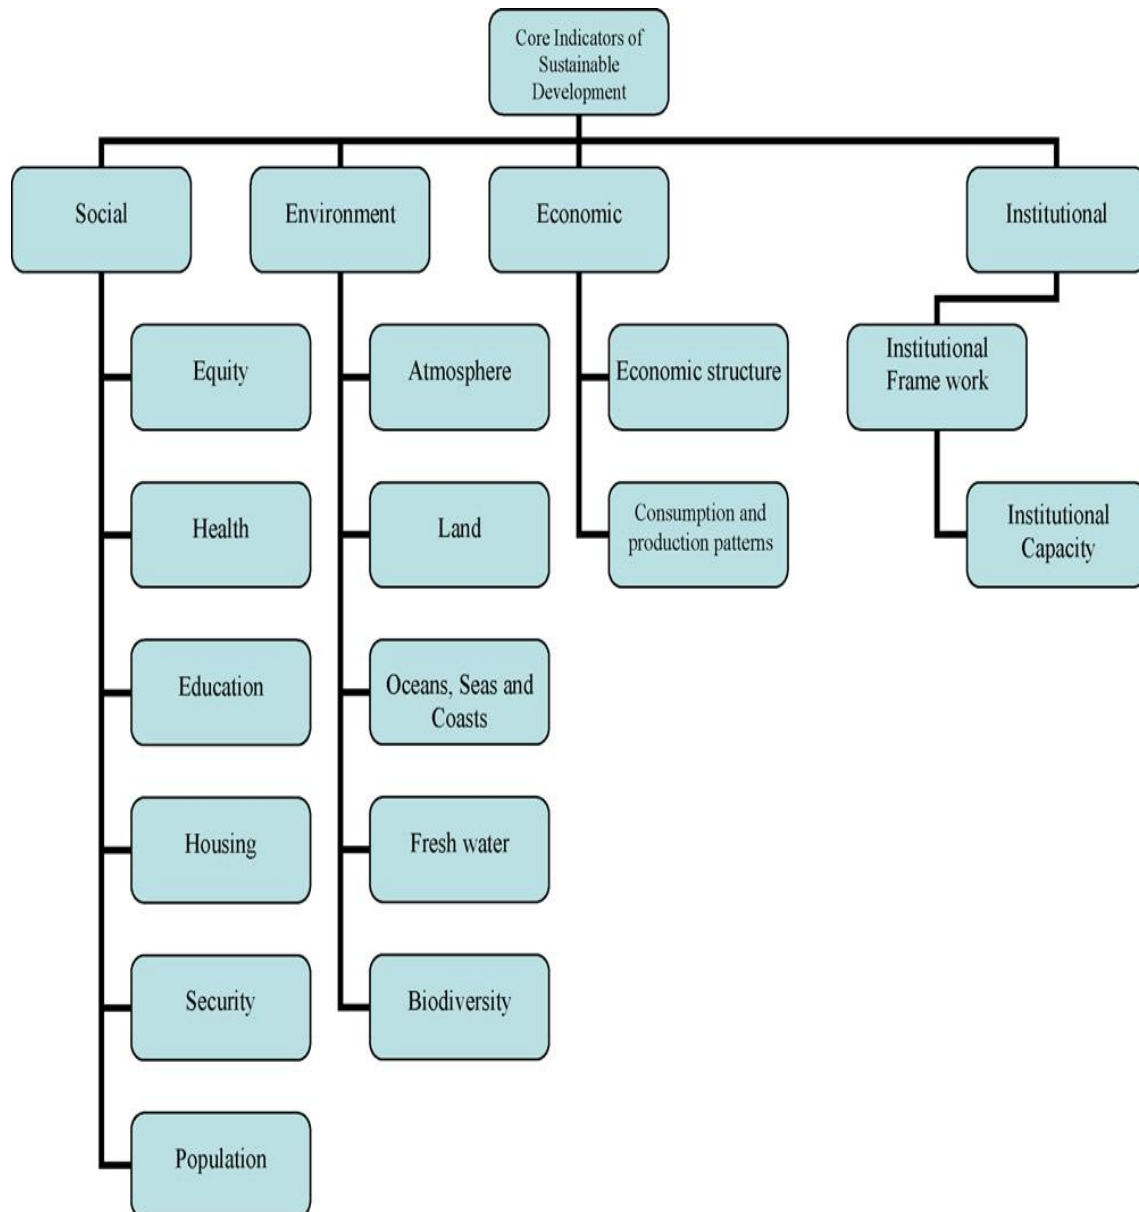 Core Indicators of
Sustainable
Development
Social
Environment
Economic
Institutional
Equity
Atmosphere
Economic structure
Institutional
Frame work
Health
Land
Consumption and
production patterns
Institutional
Capacity
Education
Oceans, Seas and
Coasts
Housing
Fresh water
Security
Biodiversity
Population